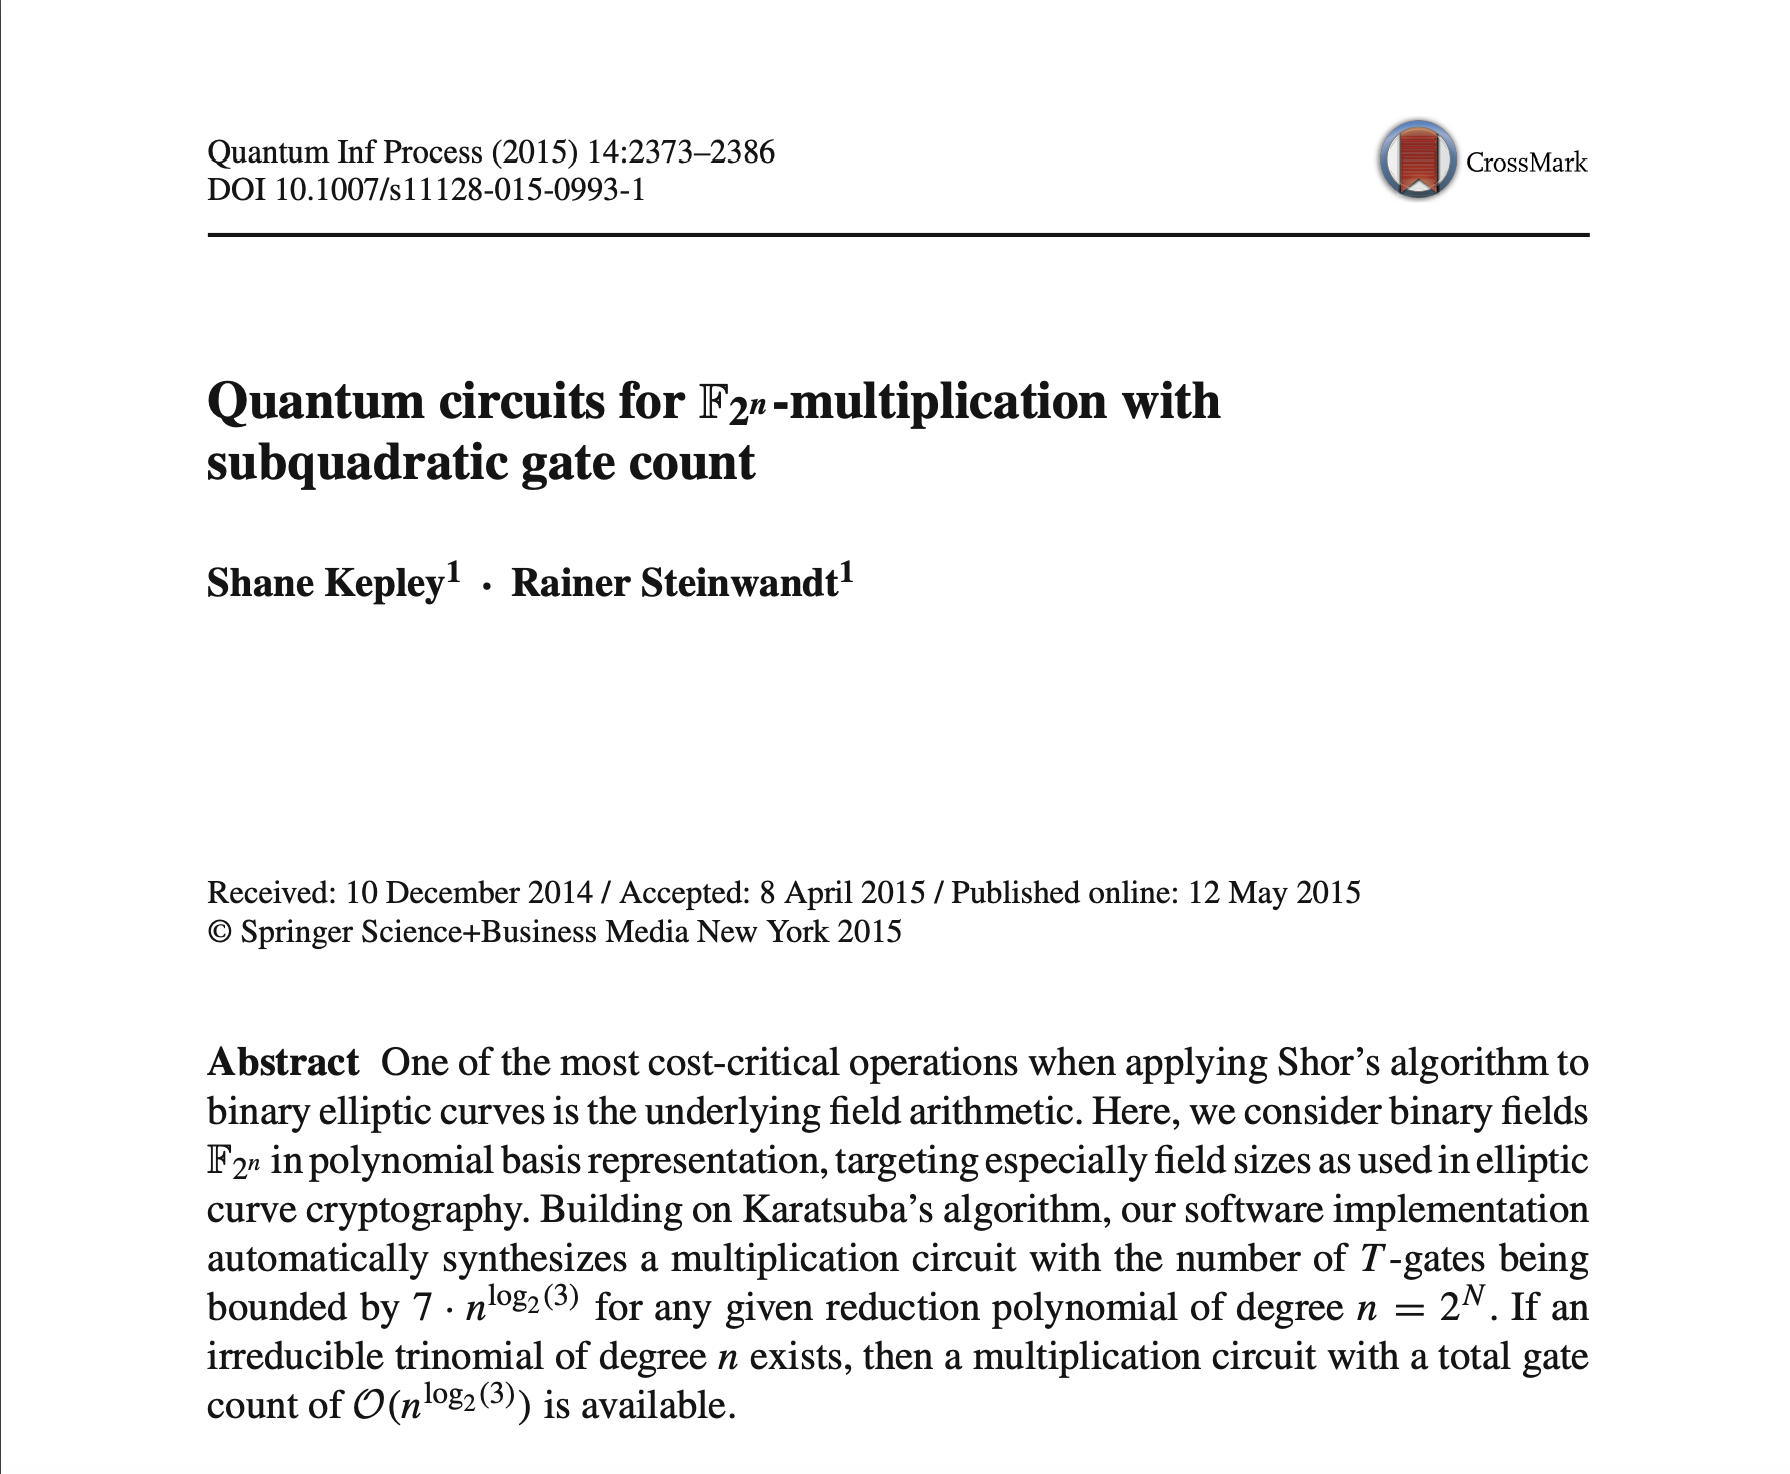 Quantum Inf Process (2015) 14:2373–2386
DOI 10.1007/s11128-015-0993-1
CrossMark
Quantum circuits for 𝔽₂ⁿ-multiplication with
subquadratic gate count
Shane Kepley¹ · Rainer Steinwandt¹
Received: 10 December 2014 / Accepted: 8 April 2015 / Published online: 12 May 2015
© Springer Science+Business Media New York 2015
Abstract One of the most cost-critical operations when applying Shor’s algorithm to
binary elliptic curves is the underlying field arithmetic. Here, we consider binary fields
𝔽₂ⁿ in polynomial basis representation, targeting especially field sizes as used in elliptic
curve cryptography. Building on Karatsuba’s algorithm, our software implementation
automatically synthesizes a multiplication circuit with the number of T-gates being
bounded by 7 · n^log₂(3) for any given reduction polynomial of degree n = 2^N. If an
irreducible trinomial of degree n exists, then a multiplication circuit with a total gate
count of 𝒪(n^log₂(3)) is available.